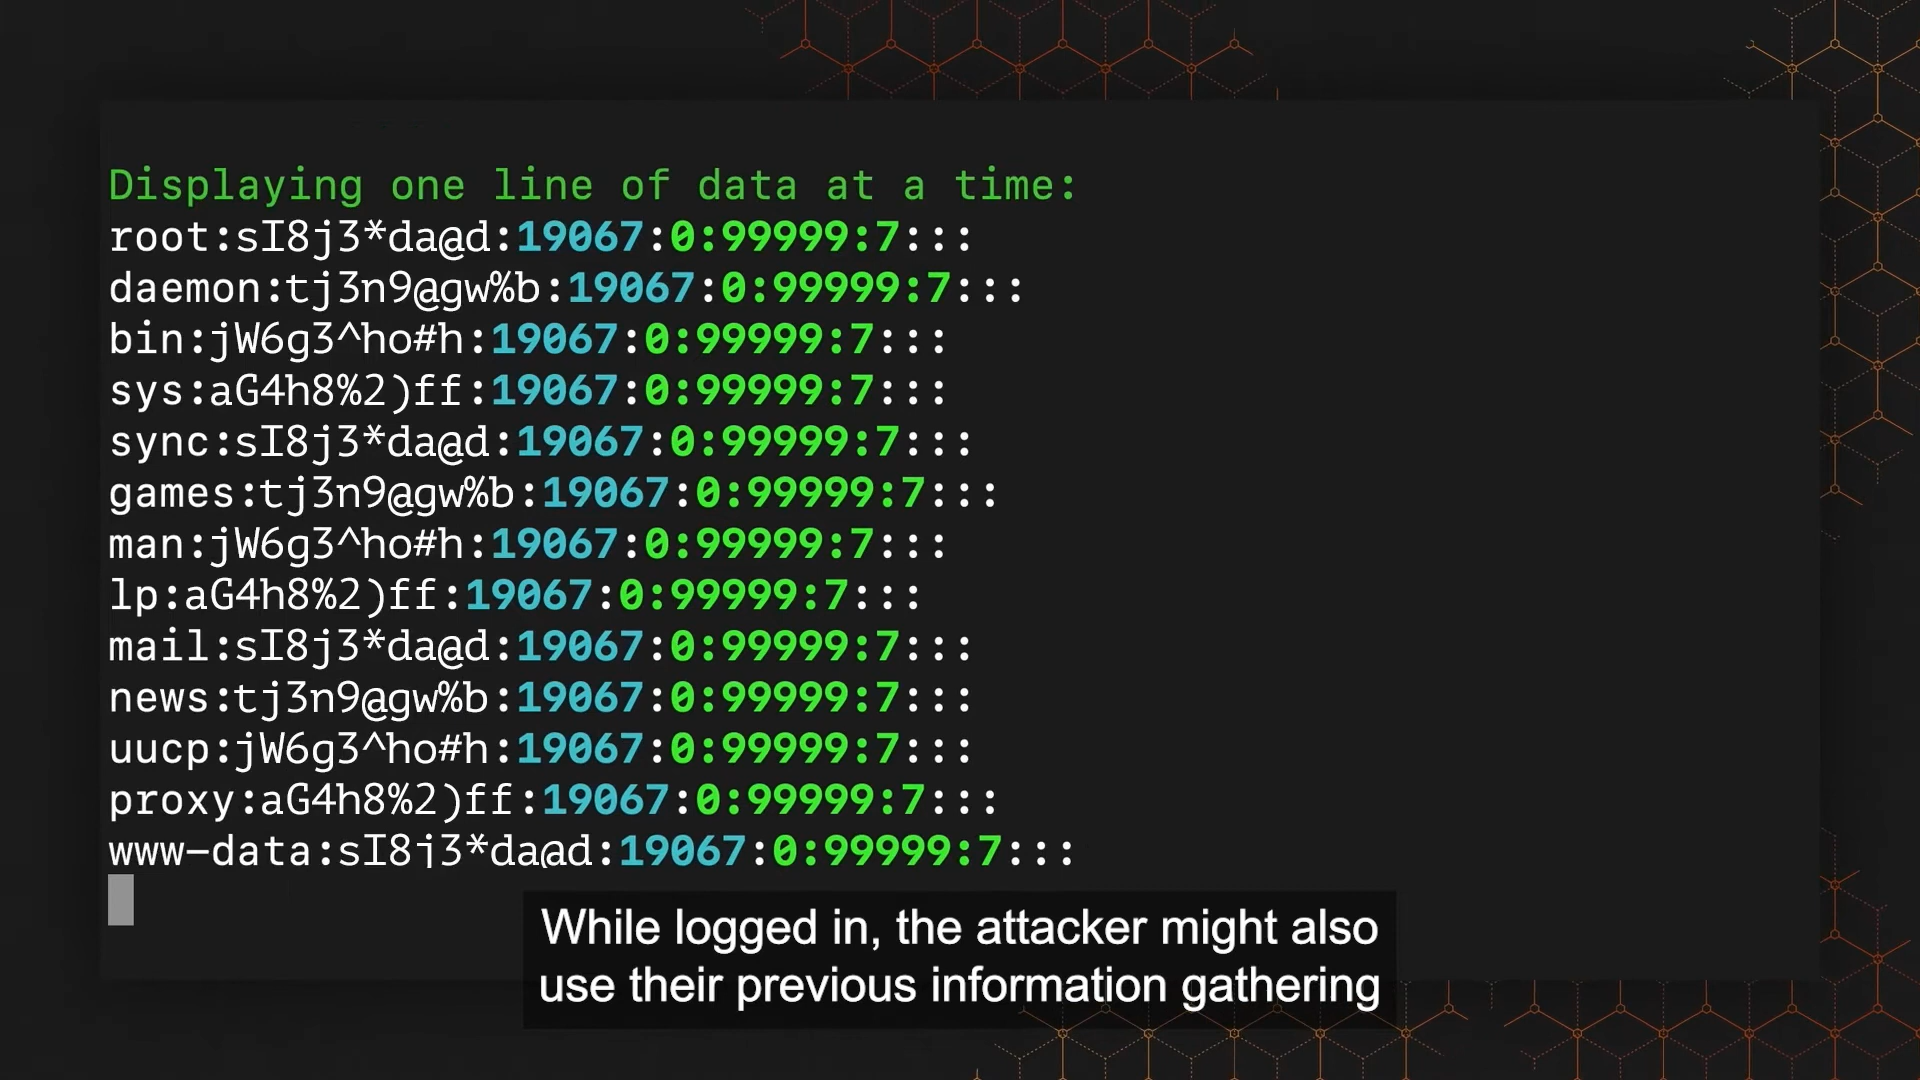 Displaying one line of data at a time:
root:sI8j3*da@d:19067:0:99999:7:::
daemon:tj3n9@gw%b:19067:0:99999:7:::
bin:jW6g3^ho#h:19067:0:99999:7:::
sys:aG4h8%2)ff:19067:0:99999:7:::
sync:sI8j3*da@d:19067:0:99999:7:::
games:tj3n9@gw%b:19067:0:99999:7:::
man:jW6g3^ho#h:19067:0:99999:7:::
lp:aG4h8%2)ff:19067:0:99999:7:::
mail:sI8j3*da@d:19067:0:99999:7:::
news:tj3n9@gw%b:19067:0:99999:7:::
uucp:jW6g3^ho#h:19067:0:99999:7:::
proxy:aG4h8%2)ff:19067:0:99999:7:::
www-data:sI8j3*da@d:19067:0:99999:7:::
While logged in, the attacker might also
use their previous information gathering